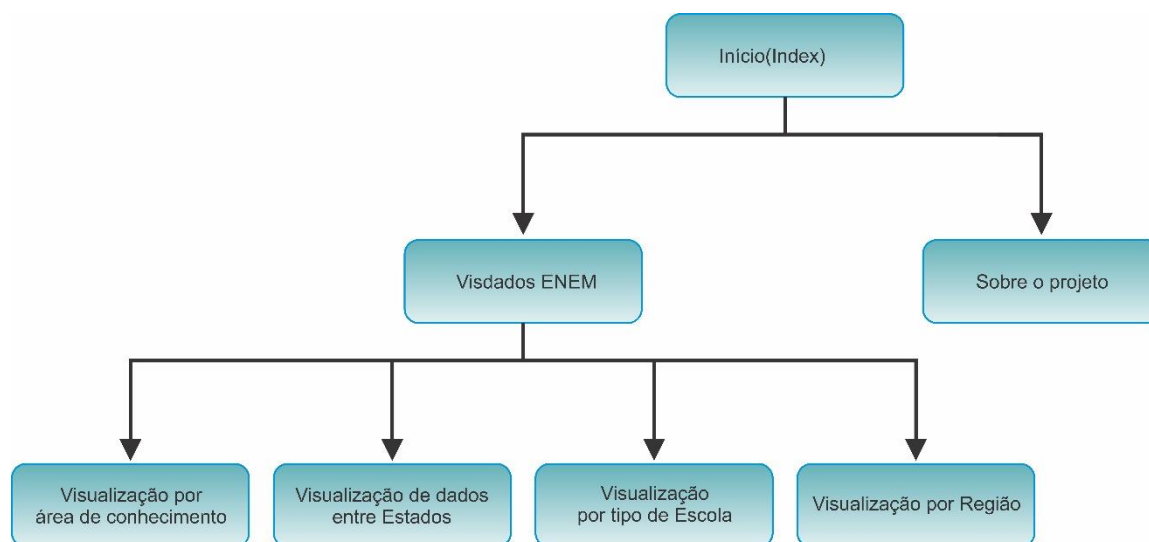 Início(Index)
Visdados ENEM
Sobre o projeto
Visualização por
área de conhecimento
Visualização de dados
entre Estados
Visualização
por tipo de Escola
Visualização por Região